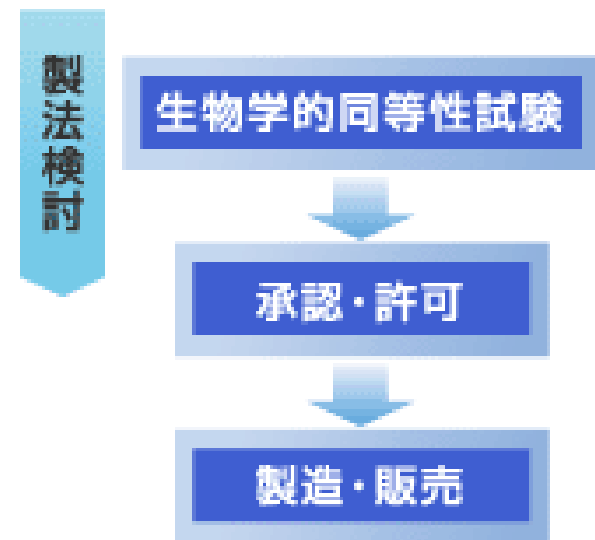 製法検討
生物学的同等性試験
承認・許可
製造・販売